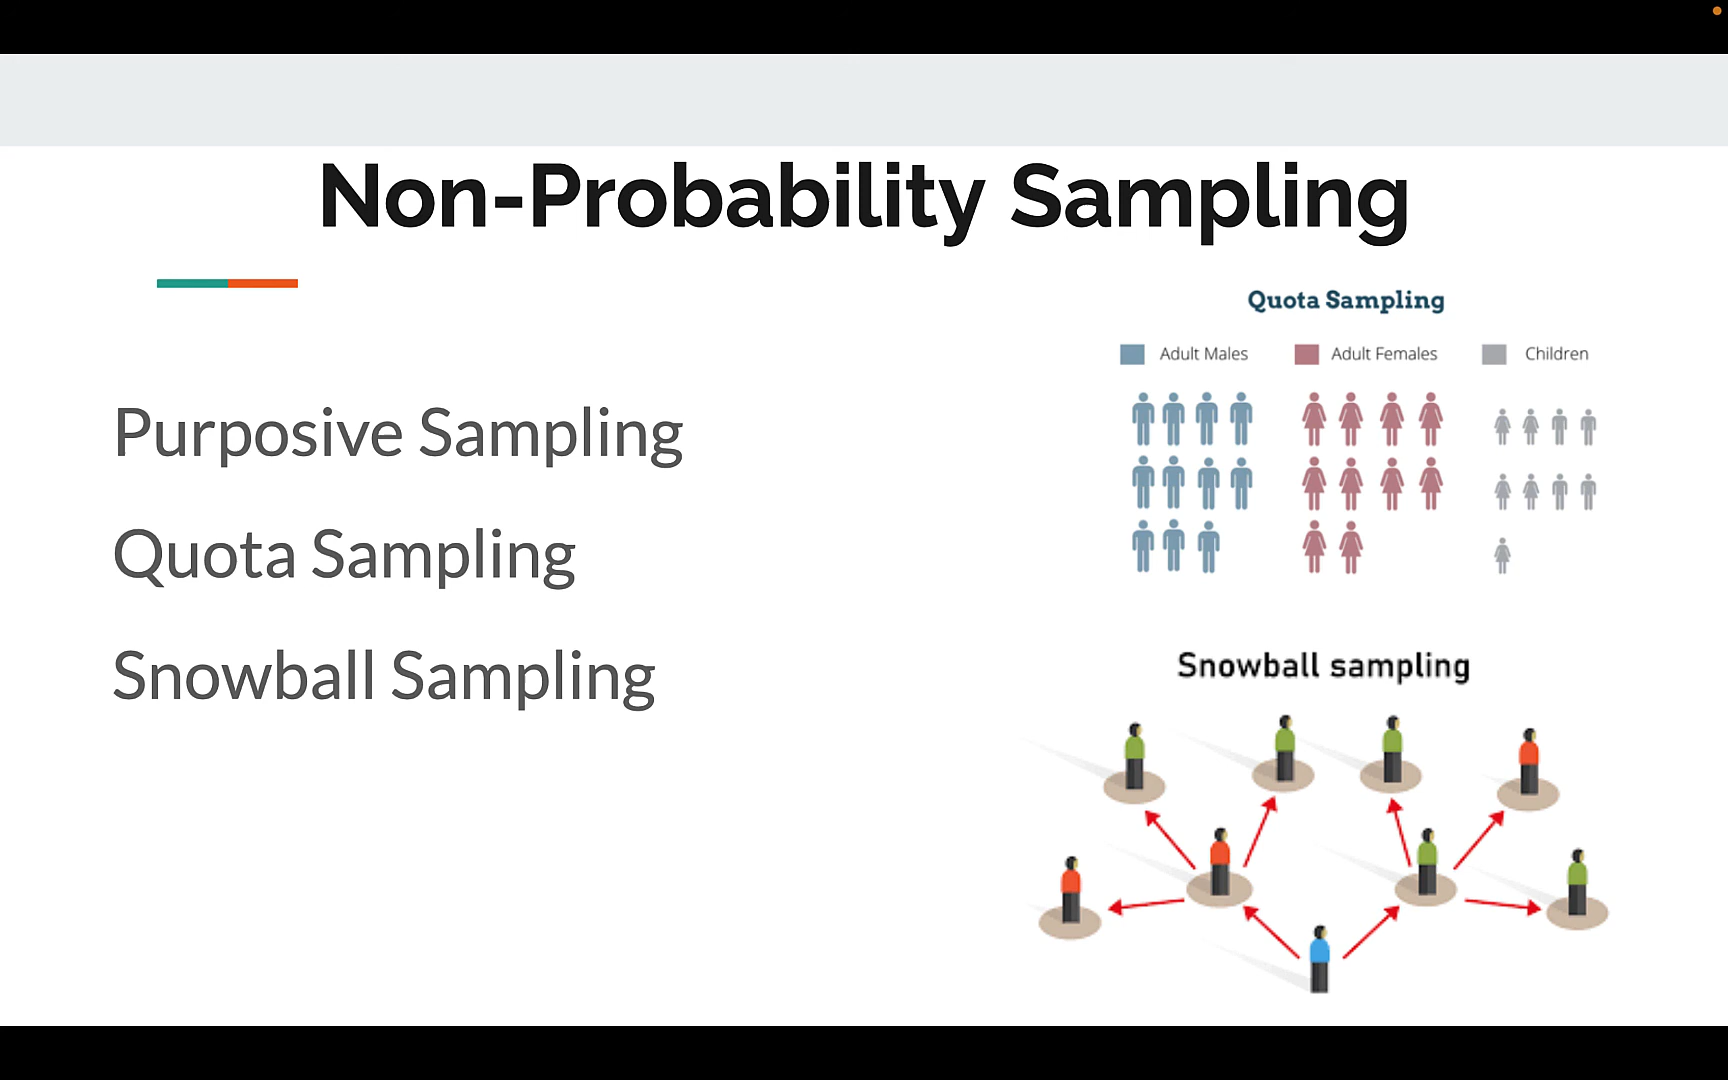 Non-Probability Sampling
Purposive Sampling
Quota Sampling
Snowball Sampling
Quota Sampling
Adult Males Adult Females Children
Snowball sampling